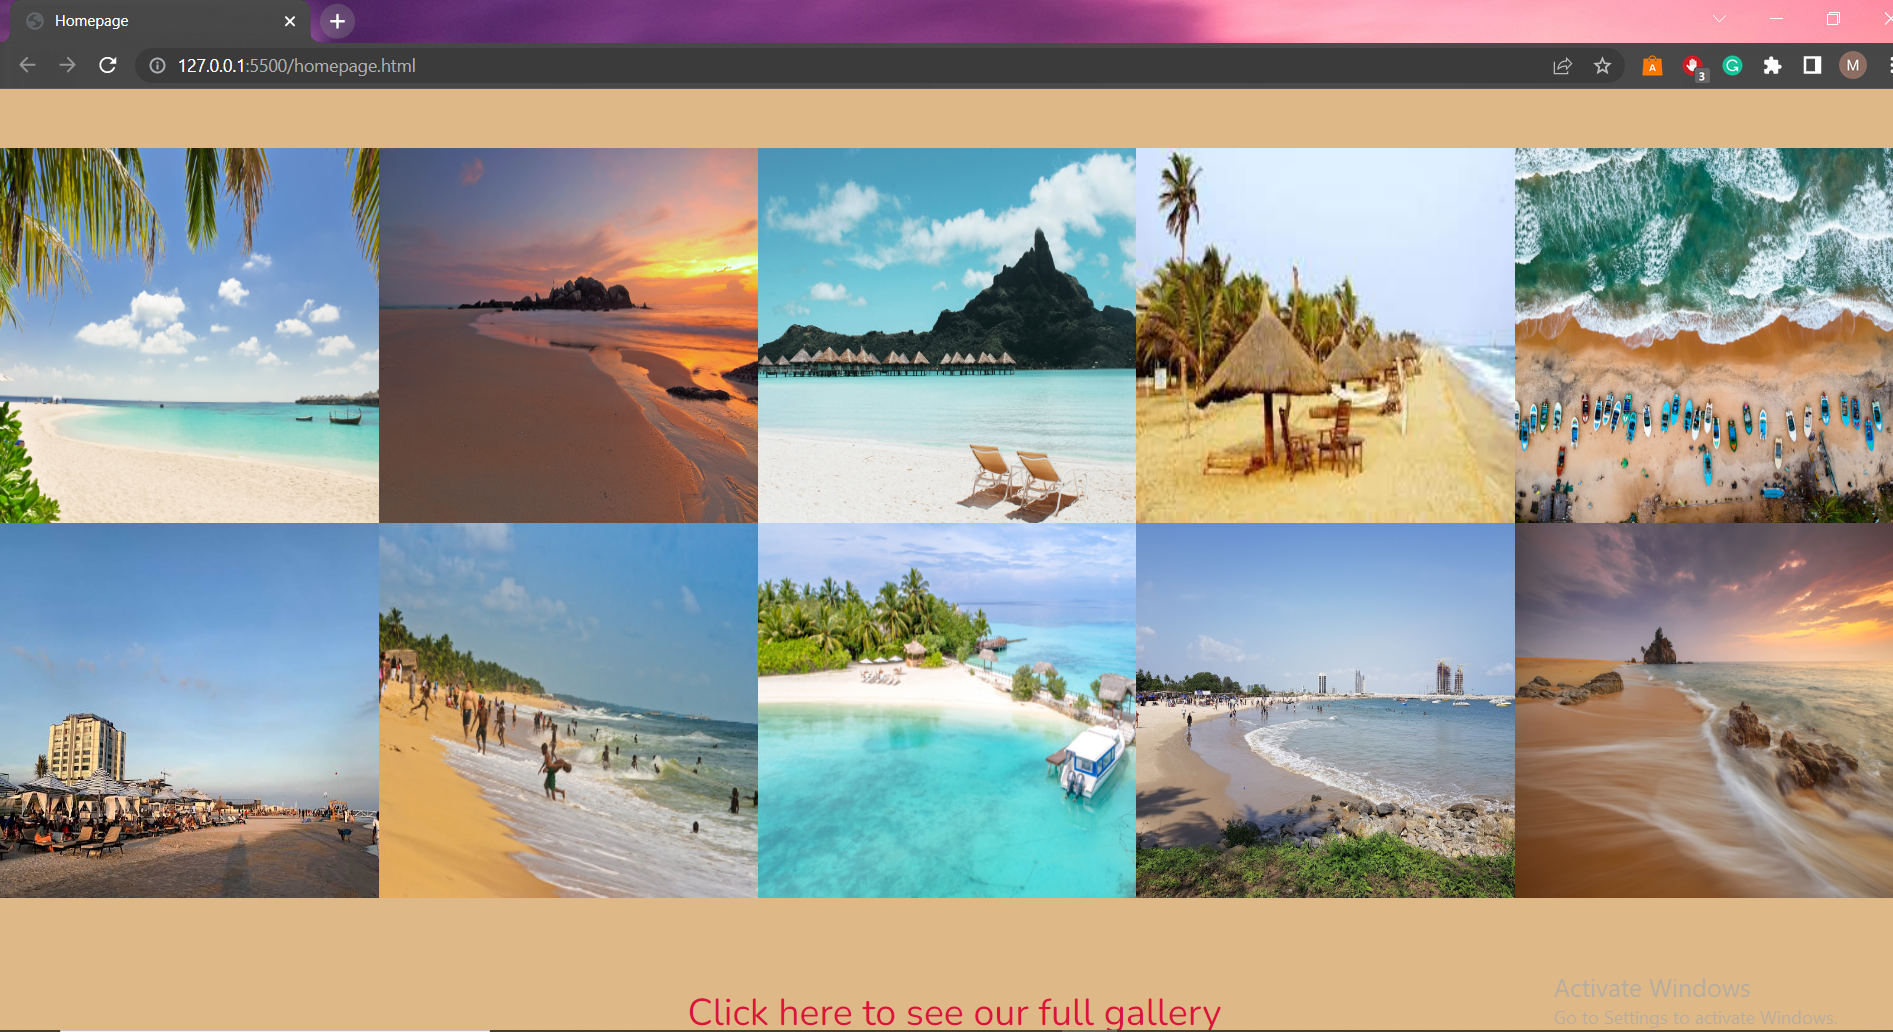 Homepage
127.0.0.1:5500/homepage.html
A
3
G
M
Click here to see our full gallery
Activate Windows
Go to Settings to activate Windows.